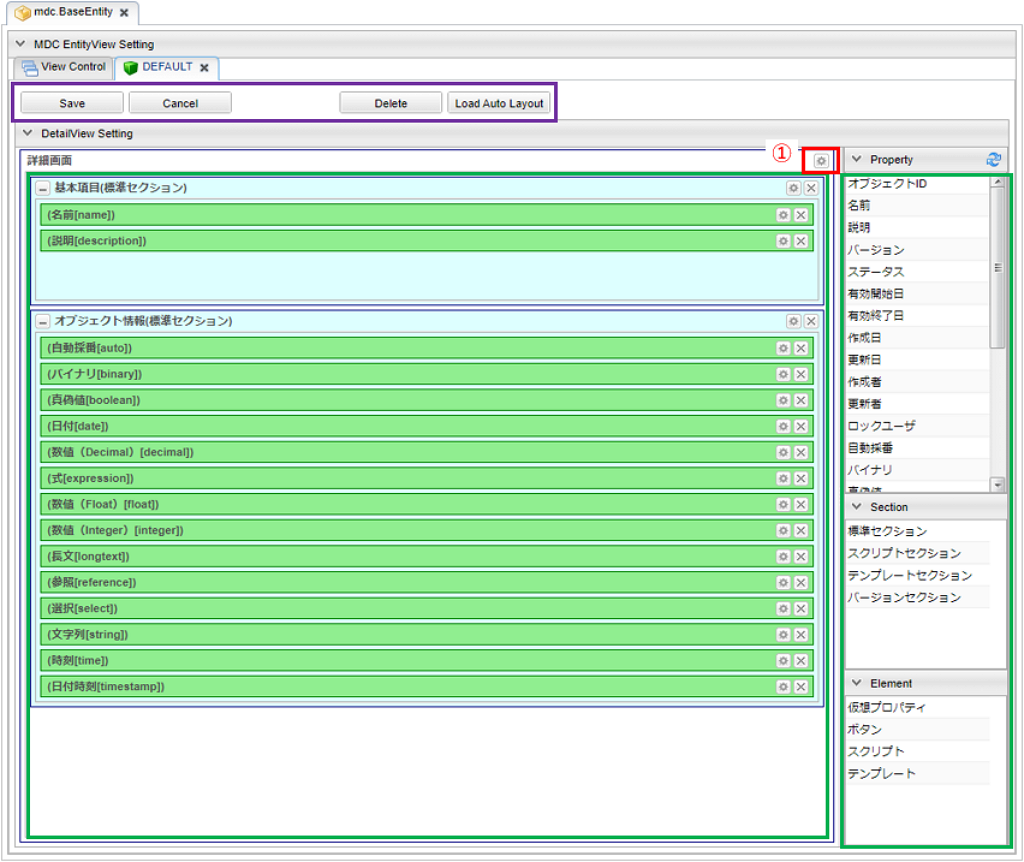 mdc.BaseEntity
MDC EntityView Setting
View Control DEFAULT
Save Cancel Delete Load Auto Layout
DetailView Setting
詳細画面
①
基本項目(標準セクション)
(名前[name])
(説明[description])
オブジェクト情報(標準セクション)
(自動採番[auto])
(バイナリ[binary])
(真偽値[boolean])
(日付[date])
(数値（Decimal）[decimal])
(式[expression])
(数値（Float）[float])
(数値（Integer）[integer])
(長文[longtext])
(参照[reference])
(選択[select])
(文字列[string])
(時刻[time])
(日付時刻[timestamp])
Property
オブジェクトID
名前
説明
バージョン
ステータス
有効開始日
有効終了日
作成日
更新日
作成者
更新者
ロックユーザ
自動採番
バイナリ
真偽値
Section
標準セクション
スクリプトセクション
テンプレートセクション
バージョンセクション
Element
仮想プロパティ
ボタン
スクリプト
テンプレート